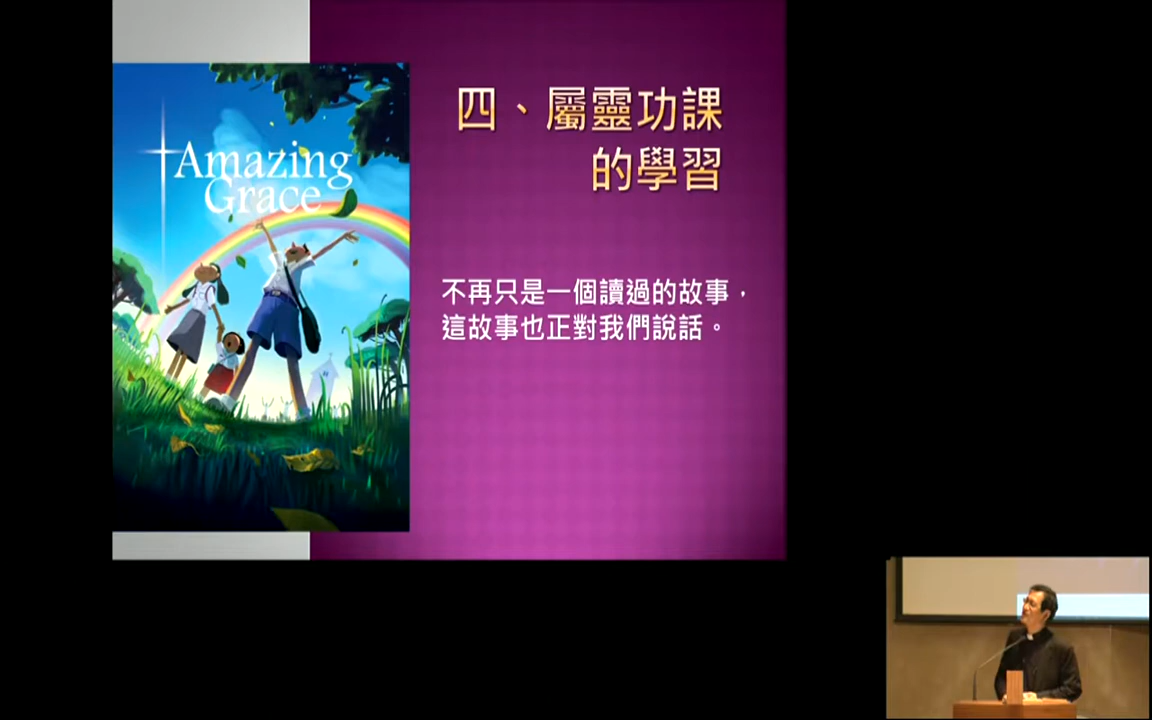 Amazing
Grace
四、屬靈功課
的學習
不再只是一個讀過的故事，
這故事也正對我們說話。